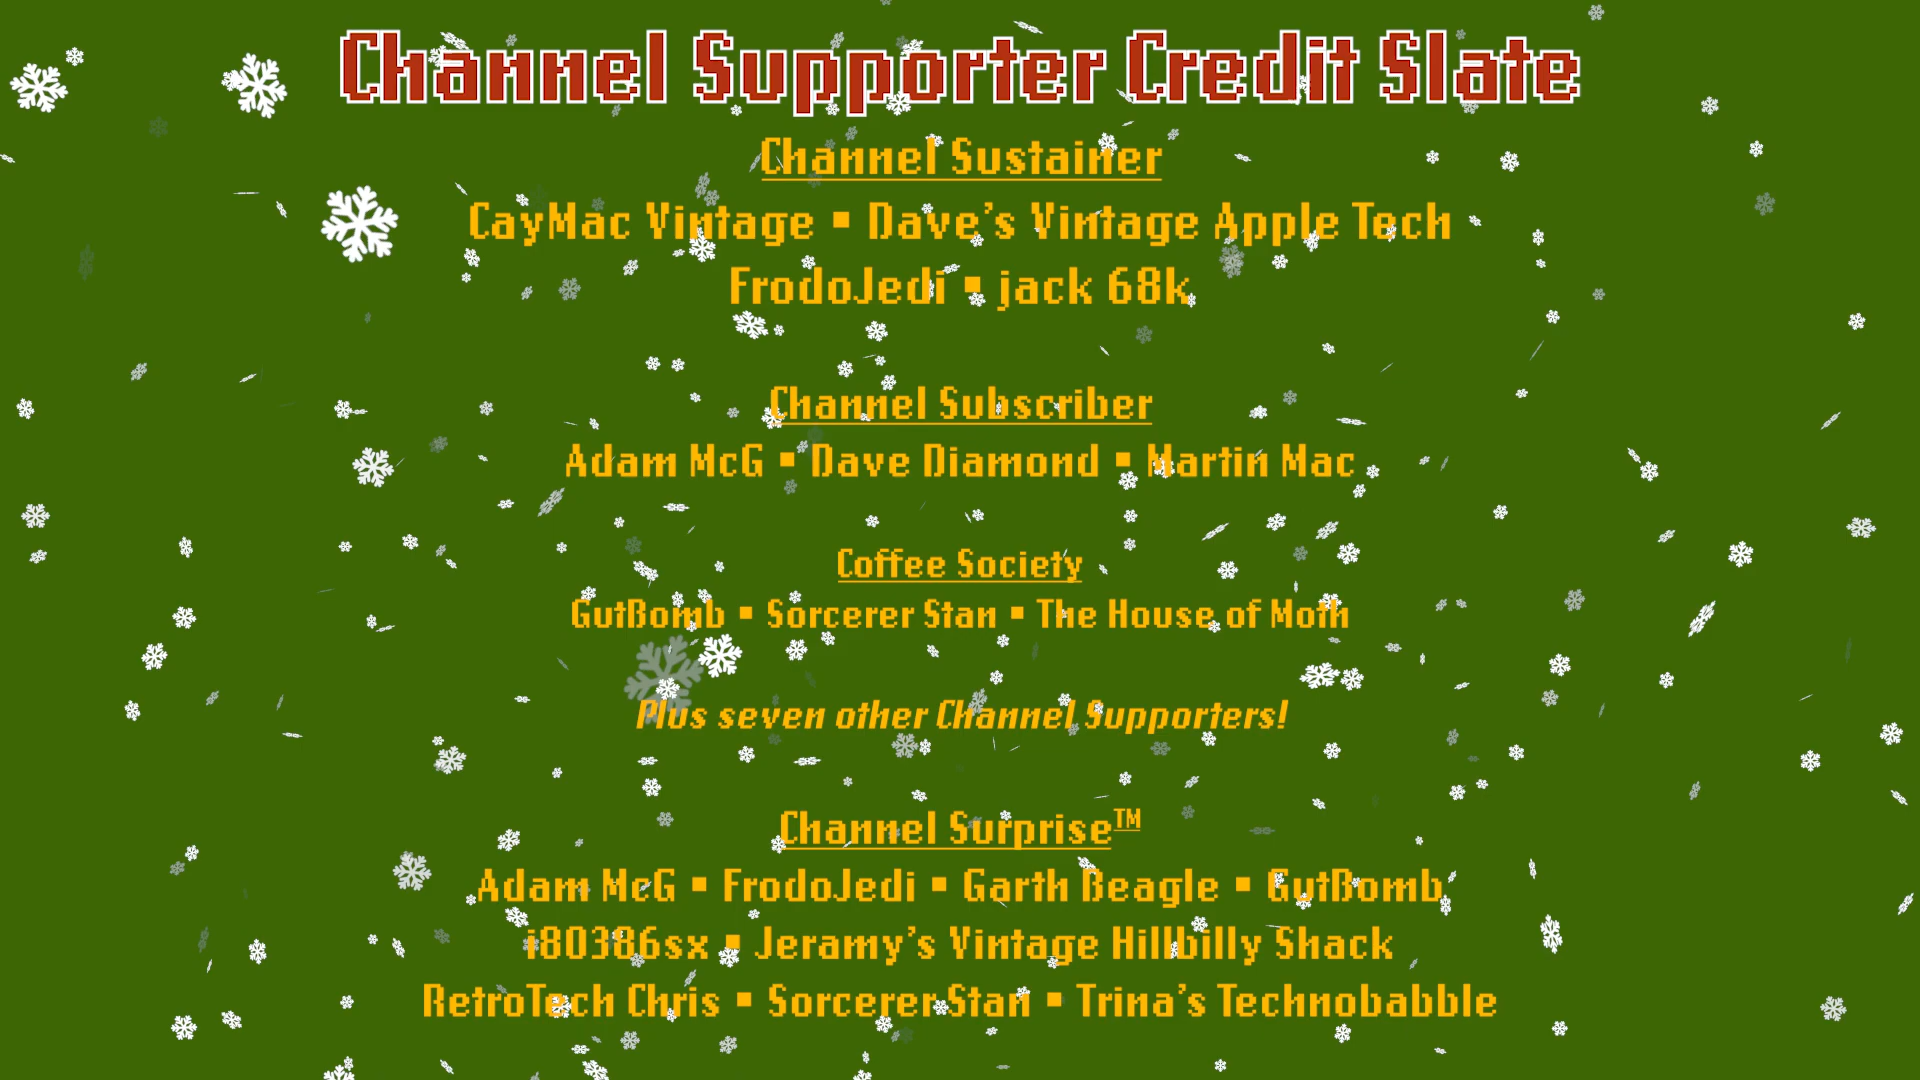 Channel Supporter Credit Slate
Channel Sustainer
CayMac Vintage ▪ Dave's Vintage Apple Tech
FrodoJedi ▪ jack 68k
Channel Subscriber
Adam McG ▪ Dave Diamond ▪ Martin Mac
Coffee Society
GutBomb ▪ Sorcerer Stan ▪ The House of Moth
Plus seven other Channel Supporters!
Channel Surprise™
Adam McG ▪ FrodoJedi ▪ Garth Beagle ▪ GutBomb
i80386sx ▪ Jeramy's Vintage Hillbilly Shack
RetroTech Chris ▪ Sorcerer Stan ▪ Trina's Technobabble